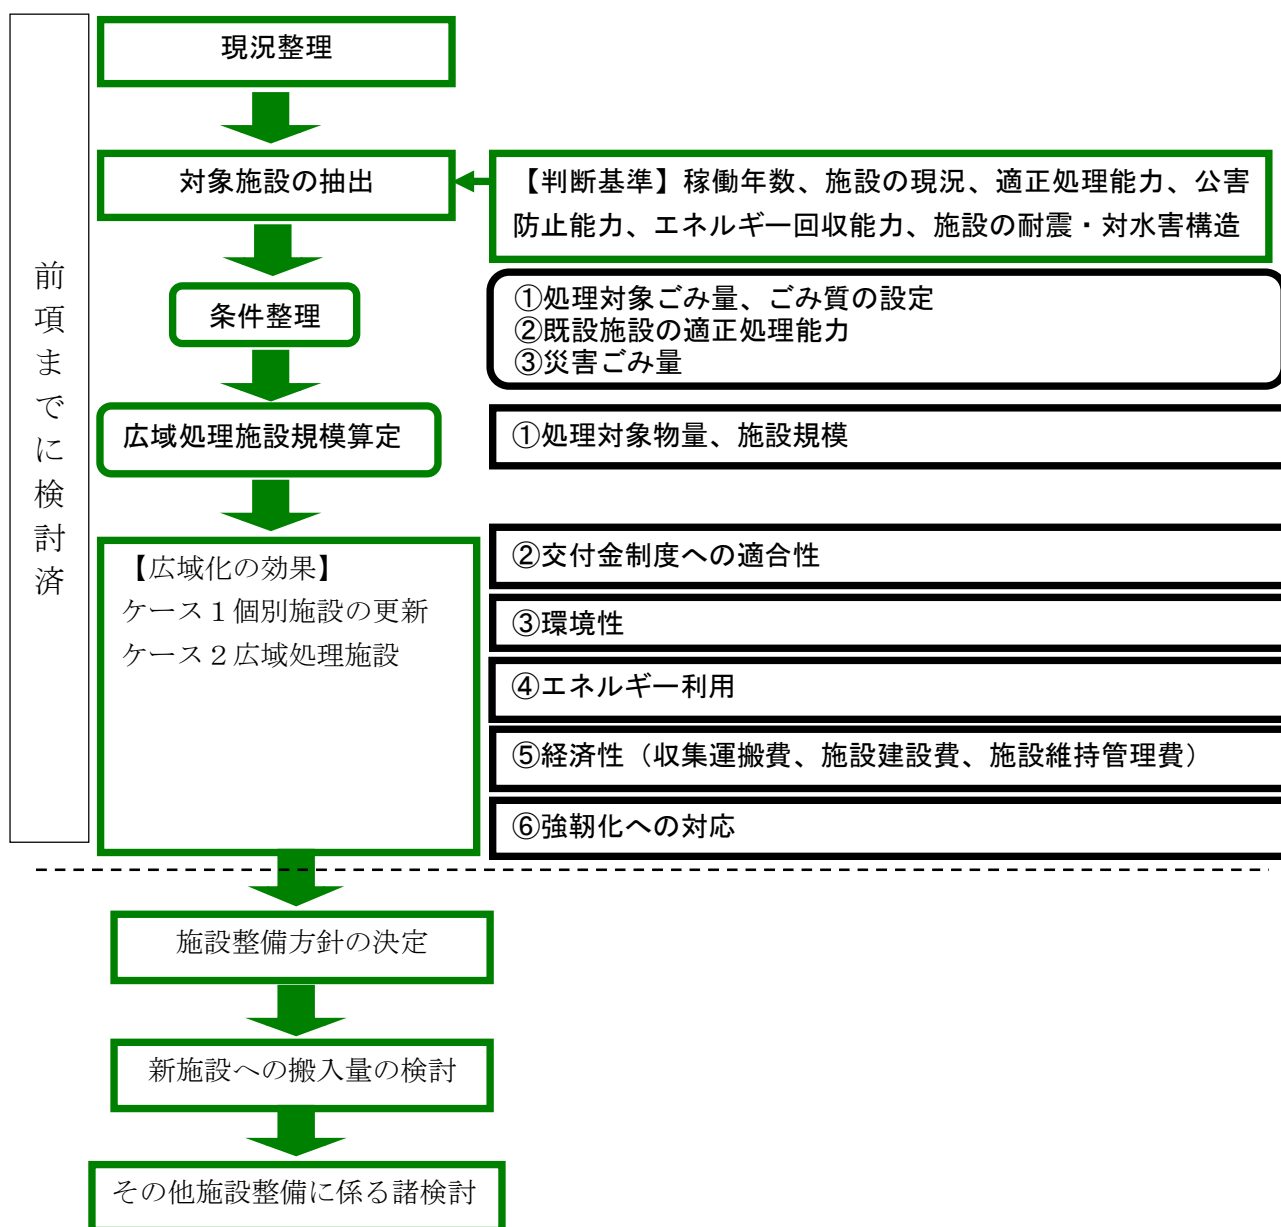 前項までに検討済
現況整理
対象施設の抽出
【判断基準】稼働年数、施設の現況、適正処理能力、公害
防止能力、エネルギー回収能力、施設の耐震・対水害構造
条件整理
①処理対象ごみ量、ごみ質の設定
②既設施設の適正処理能力
③災害ごみ量
広域処理施設規模算定
①処理対象物量、施設規模
【広域化の効果】
ケース１個別施設の更新
ケース２広域処理施設
②交付金制度への適合性
③環境性
④エネルギー利用
⑤経済性（収集運搬費、施設建設費、施設維持管理費）
⑥強靭化への対応
施設整備方針の決定
新施設への搬入量の検討
その他施設整備に係る諸検討